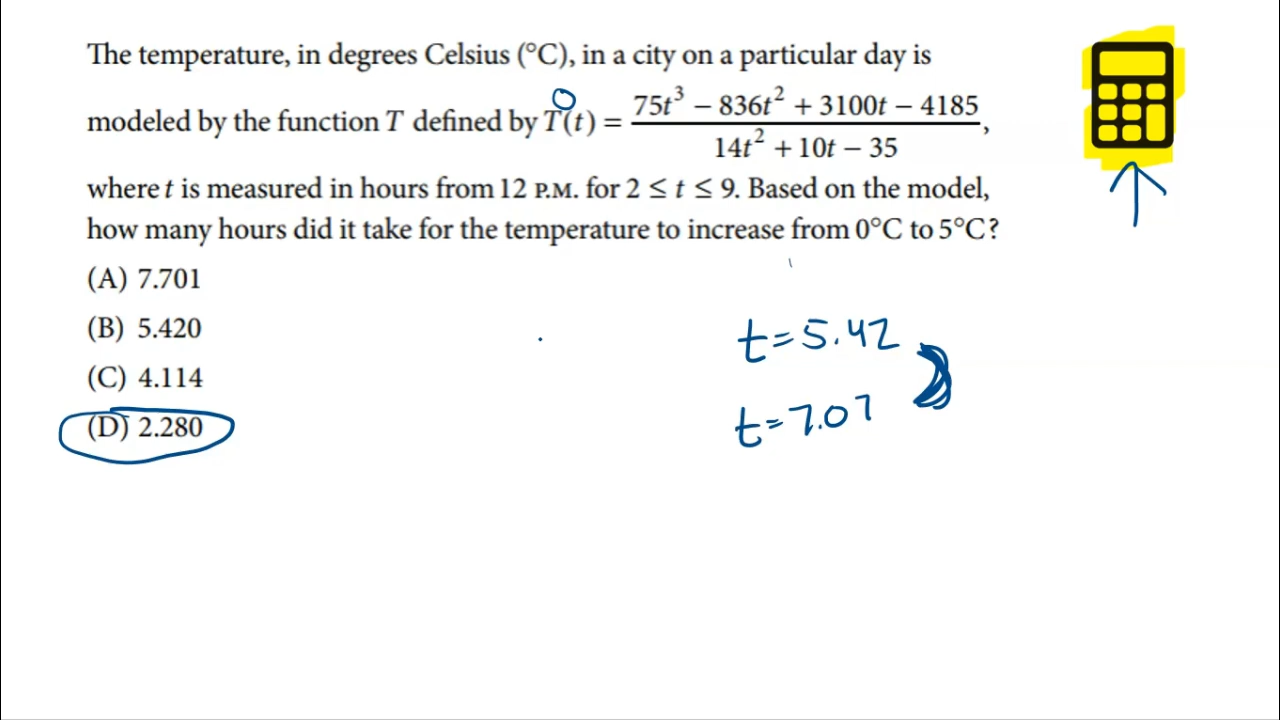 The temperature, in degrees Celsius (°C), in a city on a particular day is
modeled by the function T defined by T(t) = (75t³ − 836t² + 3100t − 4185)/(14t² + 10t − 35),
0
where t is measured in hours from 12 P.M. for 2 ≤ t ≤ 9. Based on the model,
how many hours did it take for the temperature to increase from 0°C to 5°C?
(A) 7.701
(B) 5.420
(C) 4.114
(D) 2.280
t=5.42
t=7.07